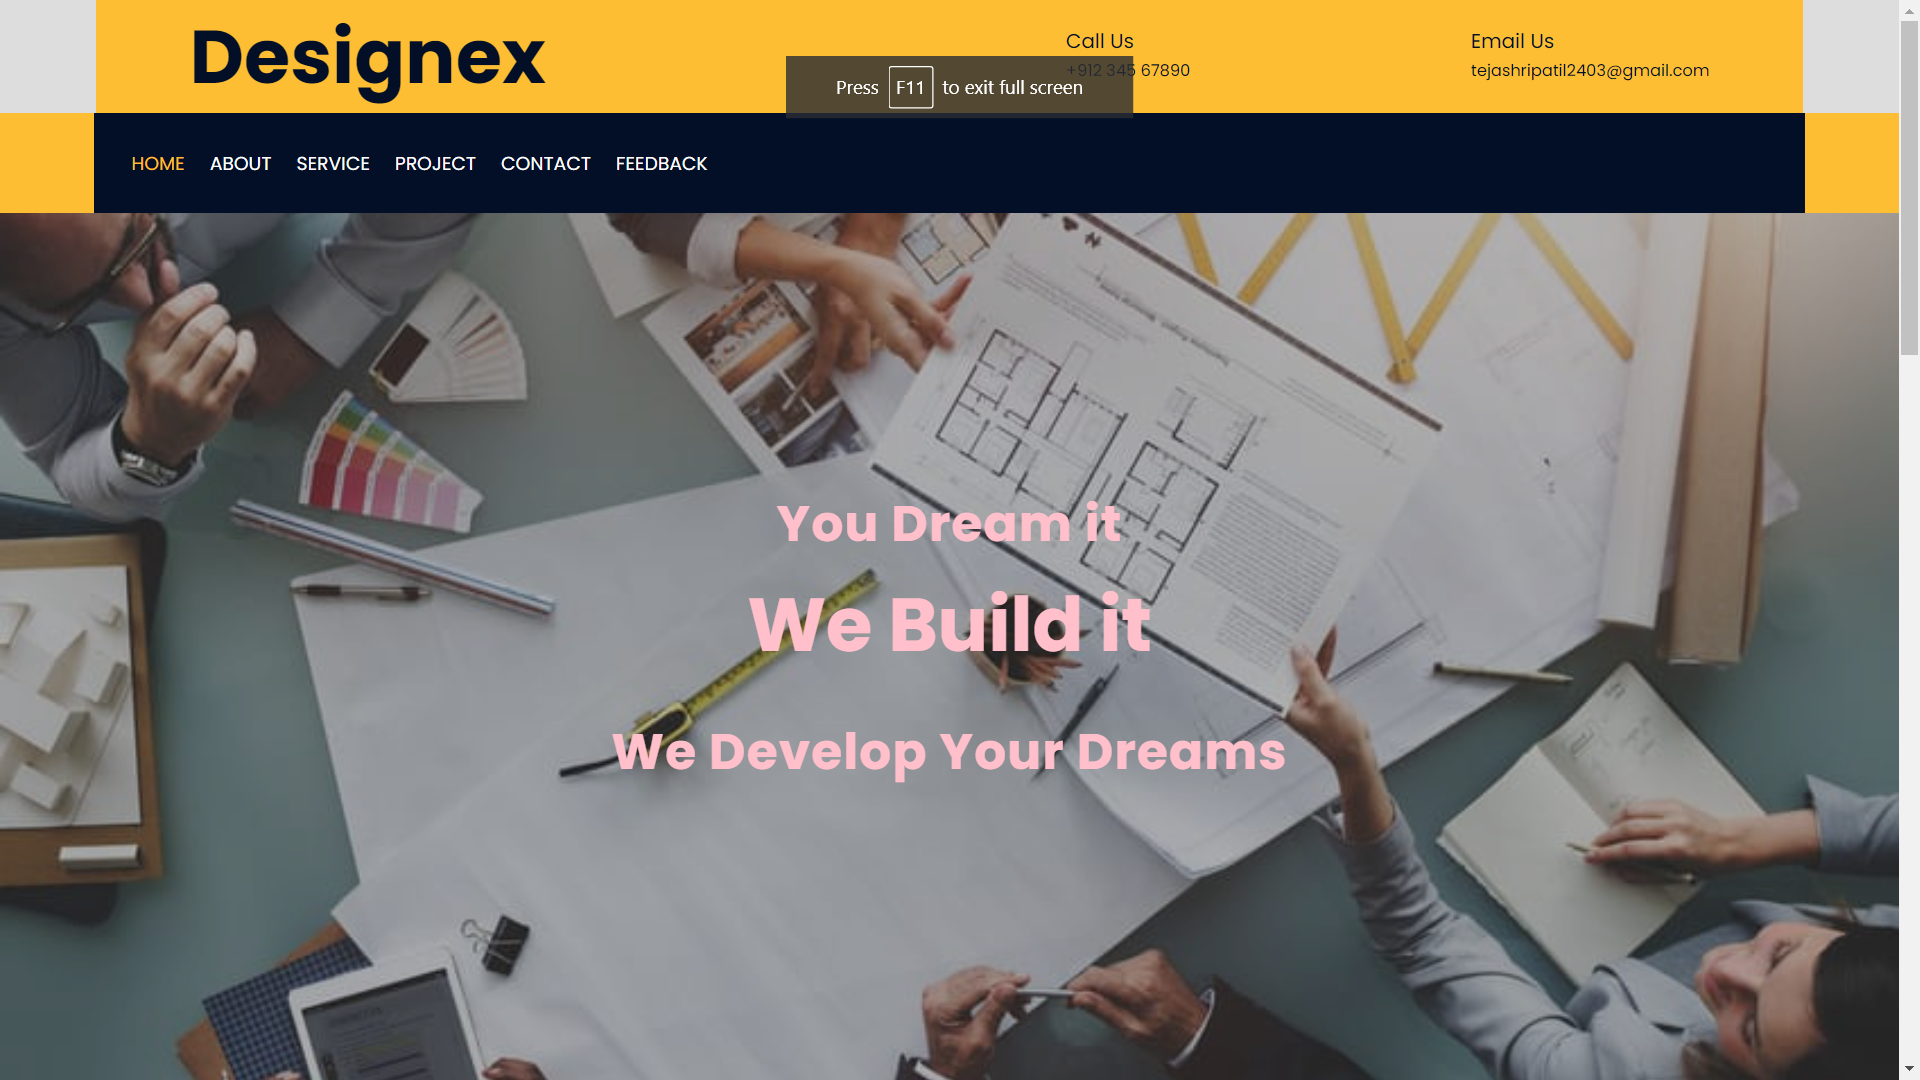 Designex
Call Us
+912 345 67890
Email Us
tejashripatil2403@gmail.com
Press F11 to exit full screen
HOME ABOUT SERVICE PROJECT CONTACT FEEDBACK
You Dream it
We Build it
We Develop Your Dreams